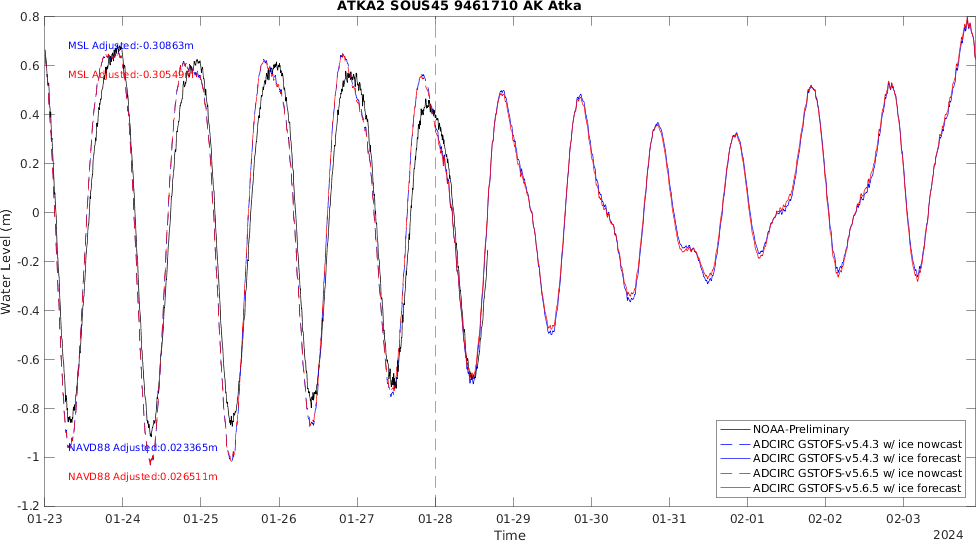 ATKA2 SOUS45 9461710 AK Atka
0.8
0.6
0.4
0.2
0
-0.2
-0.4
-0.6
-0.8
-1
-1.2
Water Level (m)
MSL Adjusted:-0.30863m
MSL Adjusted:-0.30549m
NAVD88 Adjusted:0.023365m
NAVD88 Adjusted:0.026511m
NOAA-Preliminary
ADCIRC GSTOFS-v5.4.3 w/ ice nowcast
ADCIRC GSTOFS-v5.4.3 w/ ice forecast
ADCIRC GSTOFS-v5.6.5 w/ ice nowcast
ADCIRC GSTOFS-v5.6.5 w/ ice forecast
01-23 01-24 01-25 01-26 01-27 01-28 01-29 01-30 01-31 02-01 02-02 02-03
Time
2024